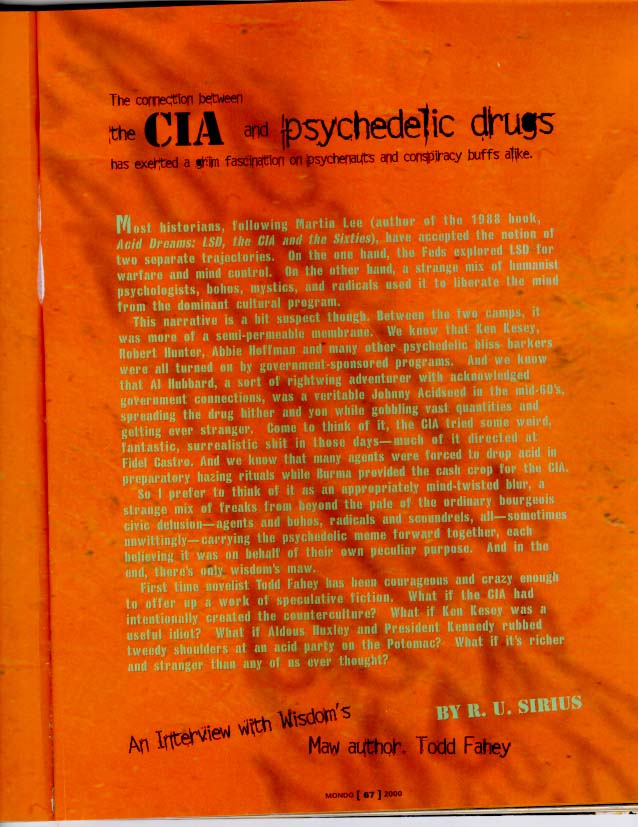 The connection between
the CIA and psychedelic drugs
has exerted a grim fascination on psychenauts and conspiracy buffs alike.
Most historians, following Martin Lee (author of the 1988 book,
Acid Dreams: LSD, the CIA and the Sixties), have accepted the notion of
two separate trajectories. On the one hand, the Feds explored LSD for
warfare and mind control. On the other hand, a strange mix of humanist
psychologists, bohos, mystics, and radicals used it to liberate the mind
from the dominant cultural program.
This narrative is a bit suspect though. Between the two camps, it
was more of a semi-permeable membrane. We know that Ken Kesey,
Robert Hunter, Abbie Hoffman and many other psychedelic bliss barkers
were all turned on by government-sponsored programs. And we know
that Al Hubbard, a sort of rightwing adventurer with acknowledged
government connections, was a veritable Johnny Acidseed in the mid-60's,
spreading the drug hither and yon while gobbling vast quantities and
getting ever stranger. Come to think of it, the CIA tried some weird,
fantastic, surrealistic shit in those days—much of it directed at
Fidel Castro. And we know that many agents were forced to drop acid in
preparatory hazing rituals while Burma provided the cash crop for the CIA.
So I prefer to think of it as an appropriately mind-twisted blur, a
strange mix of freaks from beyond the pale of the ordinary bourgeois
civic delusion—agents and bohos, radicals and scoundrels, all—sometimes
unwittingly—carrying the psychedelic meme forward together, each
believing it was on behalf of their own peculiar purpose. And in the
end, there's only wisdom's maw.
First time novelist Todd Fahey has been courageous and crazy enough
to offer up a work of speculative fiction. What if the CIA had
intentionally created the counterculture? What if Ken Kesey was a
useful idiot? What if Aldous Huxley and President Kennedy rubbed
tweedy shoulders at an acid party on the Potomac? What if it's richer
and stranger than any of us ever thought?
BY R. U. SIRIUS
An Interview with Wisdom's
Maw author. Todd Fahey
MONDO [ 67 ] 2000